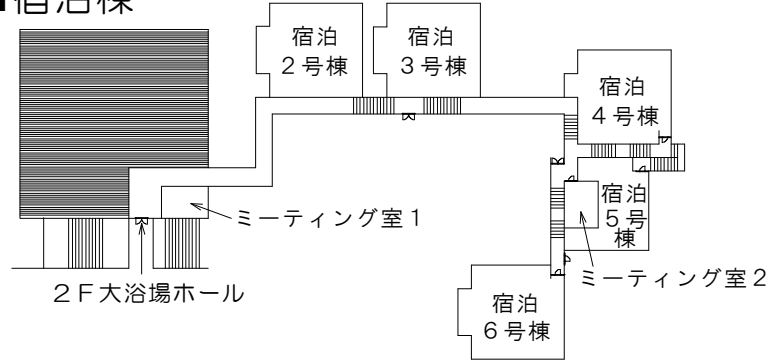 宿泊棟
宿泊
２号棟
宿泊
３号棟
宿泊
４号棟
宿泊
５号
棟
ミーティング室１
２Ｆ大浴場ホール
ミーティング室２
宿泊
６号棟